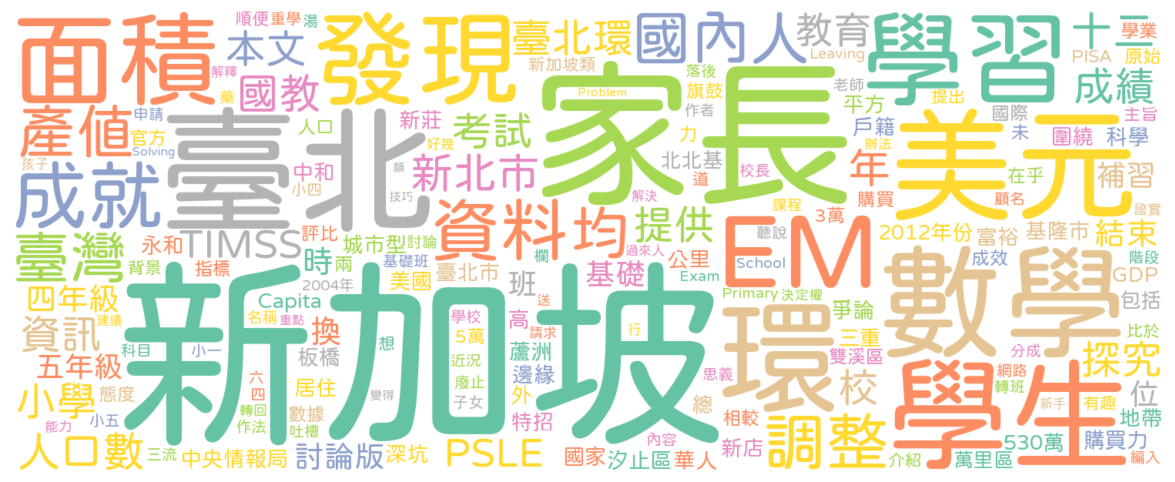 面積
順便
重學
湯
本文
解釋
國教
藥
發現
臺北環
新加坡類
國內人
教育
Leaving
學習
十二
學業
PISA
原始
成績
主旨
產值
申請
官方
Solving
孩子
人口
新莊
好幾
考試
Problem
落後
旗鼓
作者
力
老師
平方
戶籍
辦法
提出
國際
未
圍繞
科學
成就
臺北
中和
小四
頗
技巧
新北市
家長
北北基
道
校長
解決
課程
年
購買
美元
在乎
顧名
補習
證實
臺灣
背景
永和
指標
TIMSS
評比
城市型
討論
時
兩
基礎班
2004年
美國
資料
均
提供
過來人
欄
臺北市
班
基礎
公里
聽說
School
3萬
EM
2012年份
富裕
基隆市
結束
成效
階段
GDP
四年級
建議
資訊
名稱
重點
Capita
換
科目
小一
板橋
新加坡
想
學校
送
5萬
高
請求
行
Exam
Primary
決定權
環
爭論
三重
雙溪區
數學
包括
比於
分成
網路
探究
五年級
小學
態度
小五
能力
六
四
轉回
作法
居住
數據
吐槽
變得
近況
廢止
子女
蘆洲
邊緣
外
特招
思義
總
相較
校
學生
轉班
新手
有趣
位
地帶
人口數
三流
中央情報局
討論版
深坑
PSLE
國家
內容
汐止區
華人
新店
調整
介紹
萬里區
530萬
購買力
編入